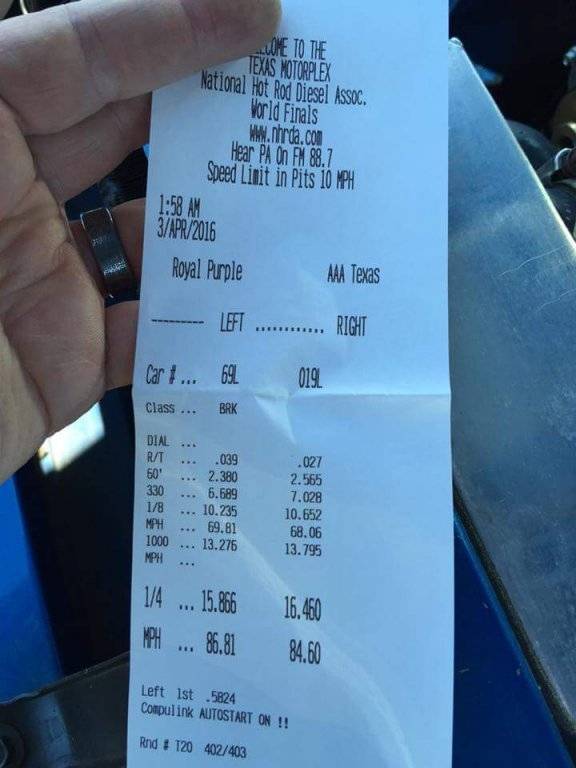 TO THE
TEXAS MOTORPLEX
National Hot Rod Diesel Assoc.
World Finals
www.nhrda.com
Hear PA On FM 88.7
Speed Limit in Pits 10 MPH
1:58 AM
3/APR/2016
Royal Purple AAA Texas
--------- LEFT ............ RIGHT
Car # ... 69L 019L
Class ... BRK
DIAL ...
R/T ... .039 .027
60' ... 2.380 2.565
330 ... 6.689 7.028
1/8 ... 10.235 10.652
MPH ... 69.81 68.06
1000 ... 13.276 13.795
MPH ...
1/4 ... 15.866 16.460
MPH ... 86.81 84.60
Left 1st .5824
Compulink AUTOSTART ON !!
Rnd # T20 402/403